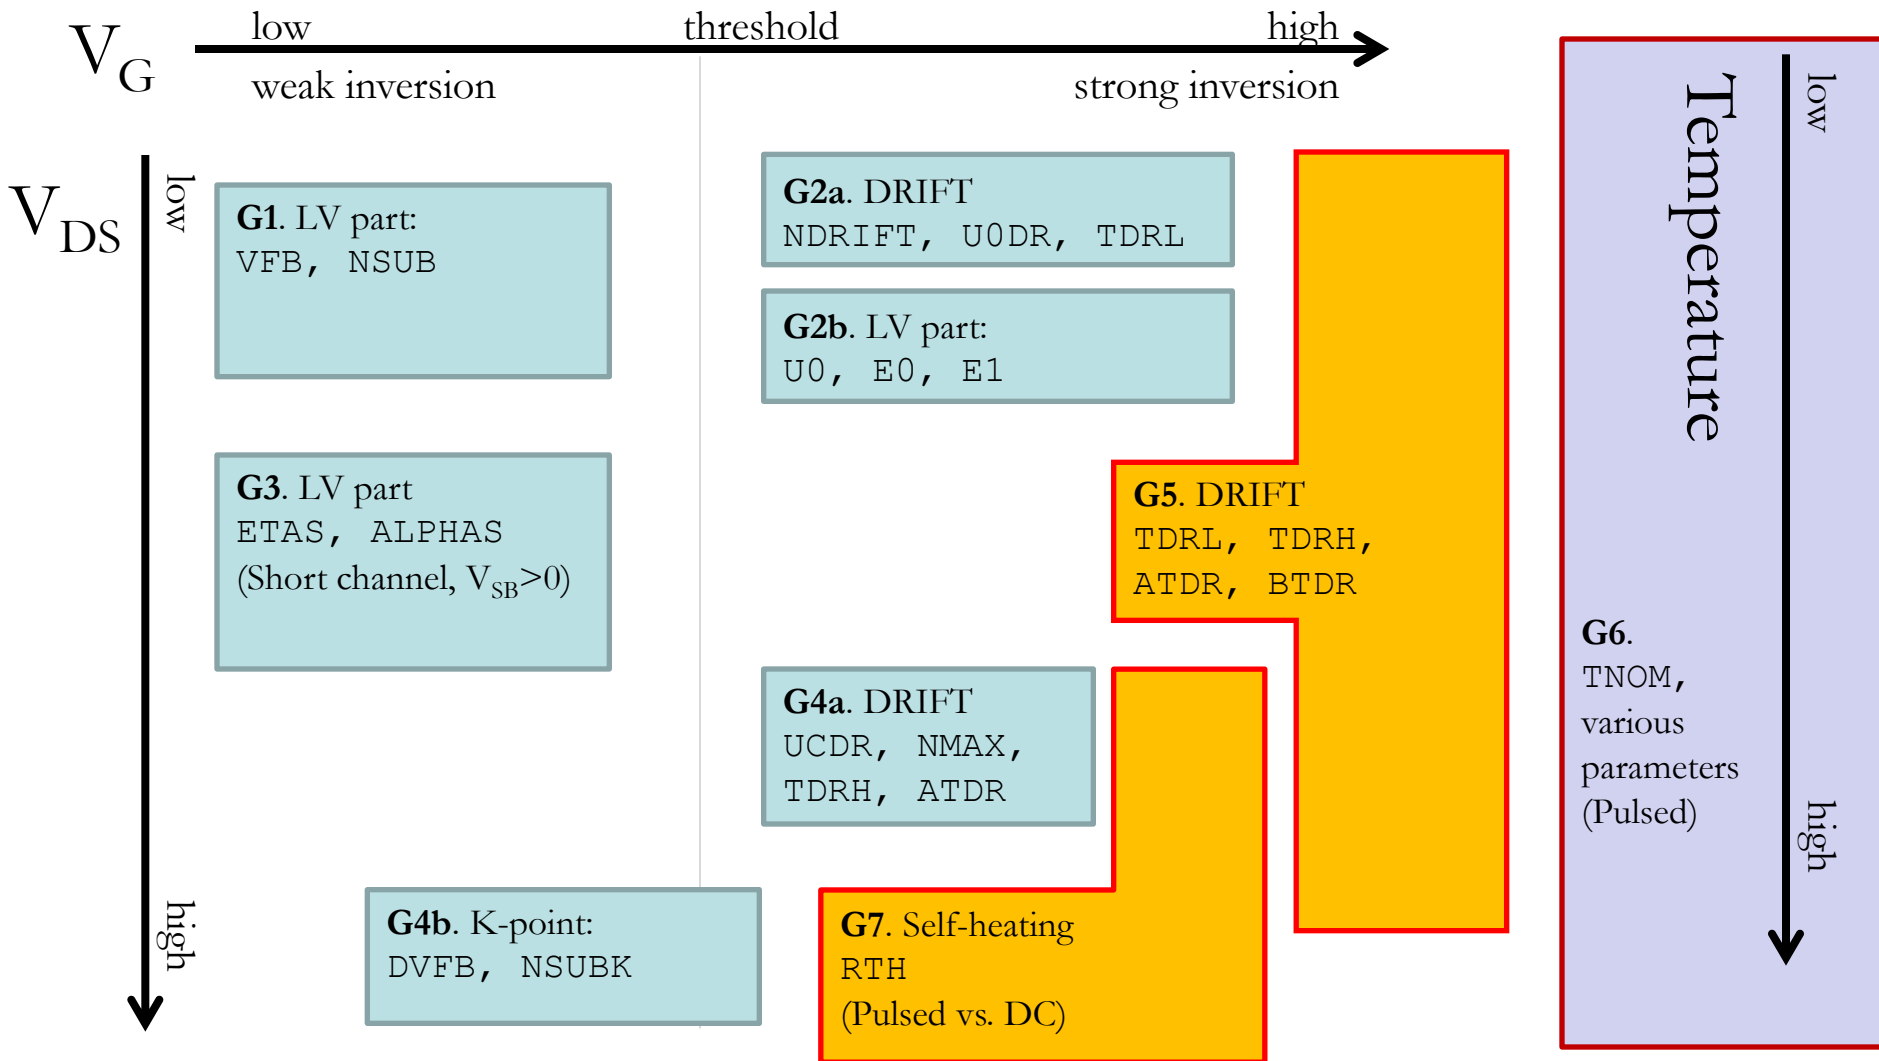 V_G
low
threshold
high
weak inversion
strong inversion
V_DS
low
high
G1. LV part:
VFB, NSUB
G2a. DRIFT
NDRIFT, U0DR, TDRL
G2b. LV part:
U0, E0, E1
G3. LV part
ETAS, ALPHAS
(Short channel, V_SB>0)
G5. DRIFT
TDRL, TDRH,
ATDR, BTDR
G4a. DRIFT
UCDR, NMAX,
TDRH, ATDR
G4b. K-point:
DVFB, NSUBK
G7. Self-heating
RTH
(Pulsed vs. DC)
Temperature
low
high
G6.
TNOM,
various
parameters
(Pulsed)